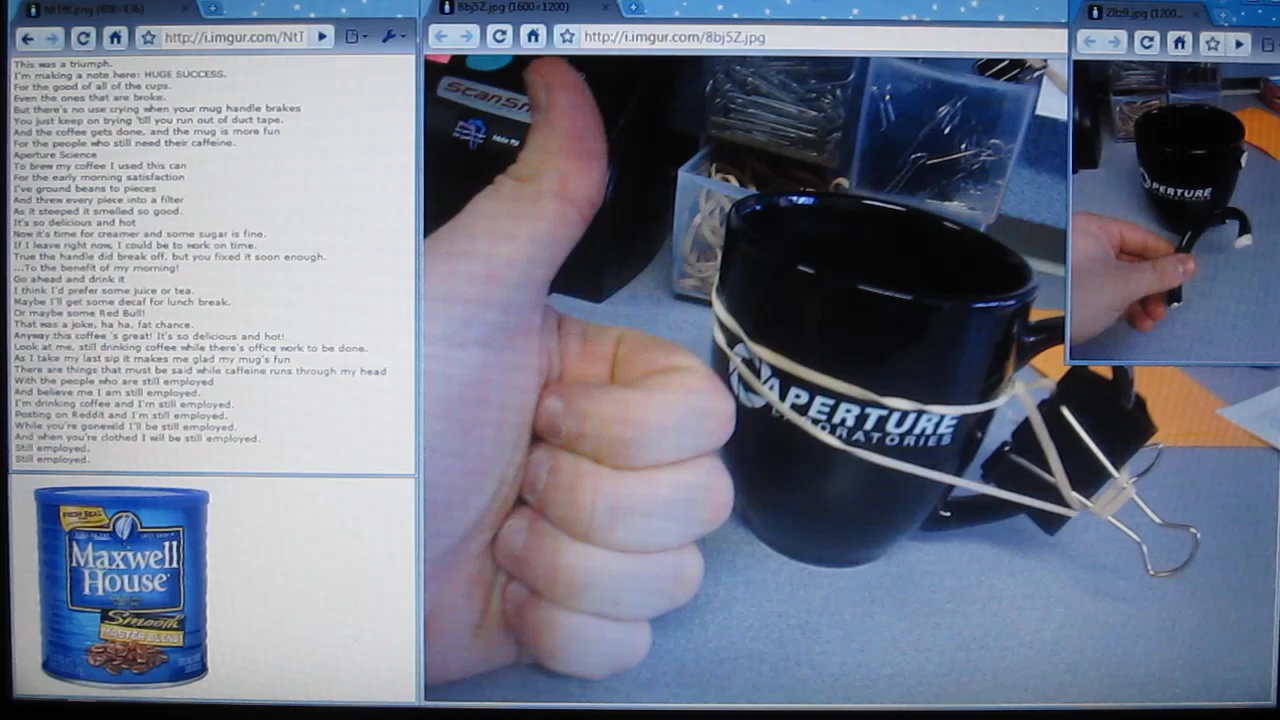 8bj5Z.jpg (1600×1200)
Zltz9.jpg (1200...
http://i.imgur.com/NtT
http://i.imgur.com/8bj5Z.jpg
This was a triumph.
I'm making a note here: HUGE SUCCESS.
For the good of all of the cups.
Even the ones that are broke.
But there's no use crying when your mug handle brakes
You just keep on trying 'till you run out of duct tape.
And the coffee gets done, and the mug is more fun
For the people who still need their caffeine.
Aperture Science
To brew my coffee I used this can
For the early morning satisfaction
I've ground beans to pieces
And threw every piece into a filter
As it steeped it smelled so good.
It's so delicious and hot
Now it's time for creamer and some sugar is fine.
If I leave right now, I could be to work on time.
True the handle did break off, but you fixed it soon enough.
...To the benefit of my morning!
Go ahead and drink it
I think I'd prefer some juice or tea.
Maybe I'll get some decaf for lunch break.
Or maybe some Red Bull!
That was a joke, ha ha, fat chance.
Anyway this coffee 's great! It's so delicious and hot!
Look at me, still drinking coffee while there's office work to be done.
As I take my last sip it makes me glad my mug's fun
There are things that must be said while caffeine runs through my head
With the people who are still employed
And believe me I am still employed.
I'm drinking coffee and I'm still employed.
Posting on Reddit and I'm still employed.
While you're gonewild I'll be still employed.
And when you're clothed I will be still employed.
Still employed.
Still employed.
Maxwell
House
Smooth
MASTER BLEND
ScanSn
APERTURE
LABORATORIES
PERTURE